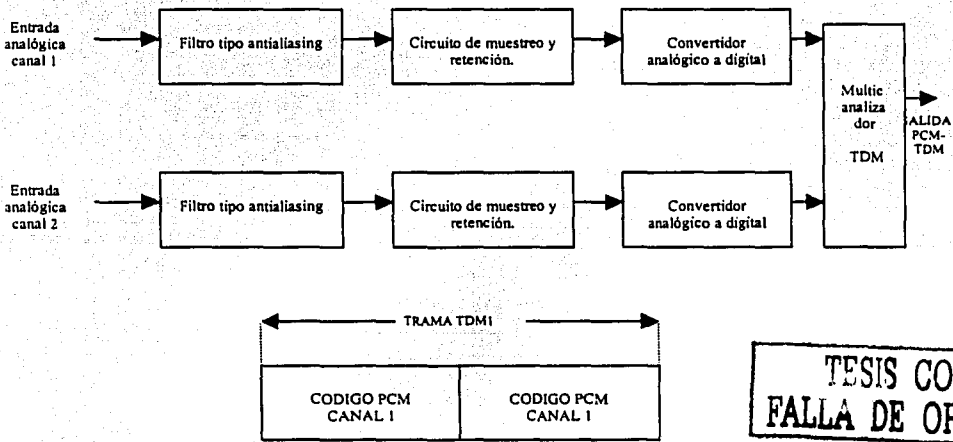 Entrada
analógica
canal 1
Filtro tipo antialiasing
Circuito de muestreo y
retención.
Convertidor
analógico a digital
Multic
analiza
dor
TDM
ALIDA
PCM-
TDM
Entrada
analógica
canal 2
Filtro tipo antialiasing
Circuito de muestreo y
retención.
Convertidor
analógico a digital
TRAMA TDM1
CODIGO PCM
CANAL 1
CODIGO PCM
CANAL 1
TESIS CO
FALLA DE OR